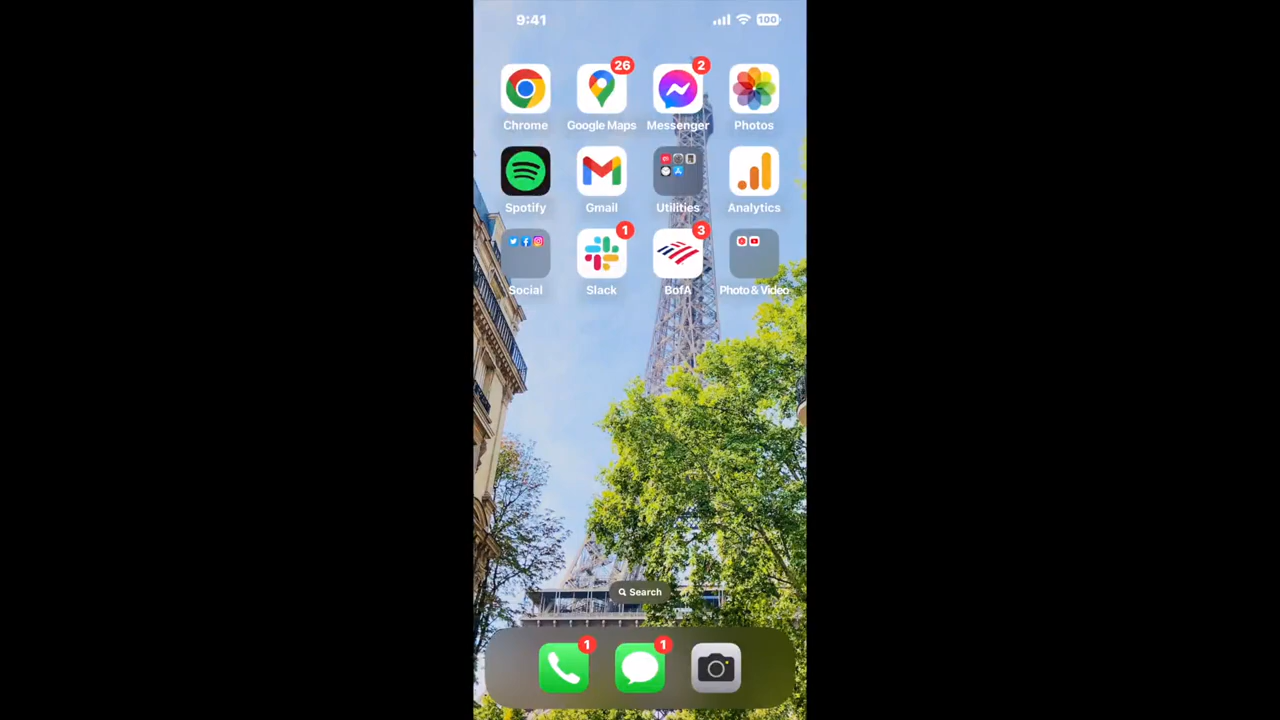 9:41
100
26
2
Chrome
Google Maps
Messenger
Photos
Spotify
Gmail
Utilities
Analytics
1
3
Social
Slack
BofA
Photo & Video
Search
1
1